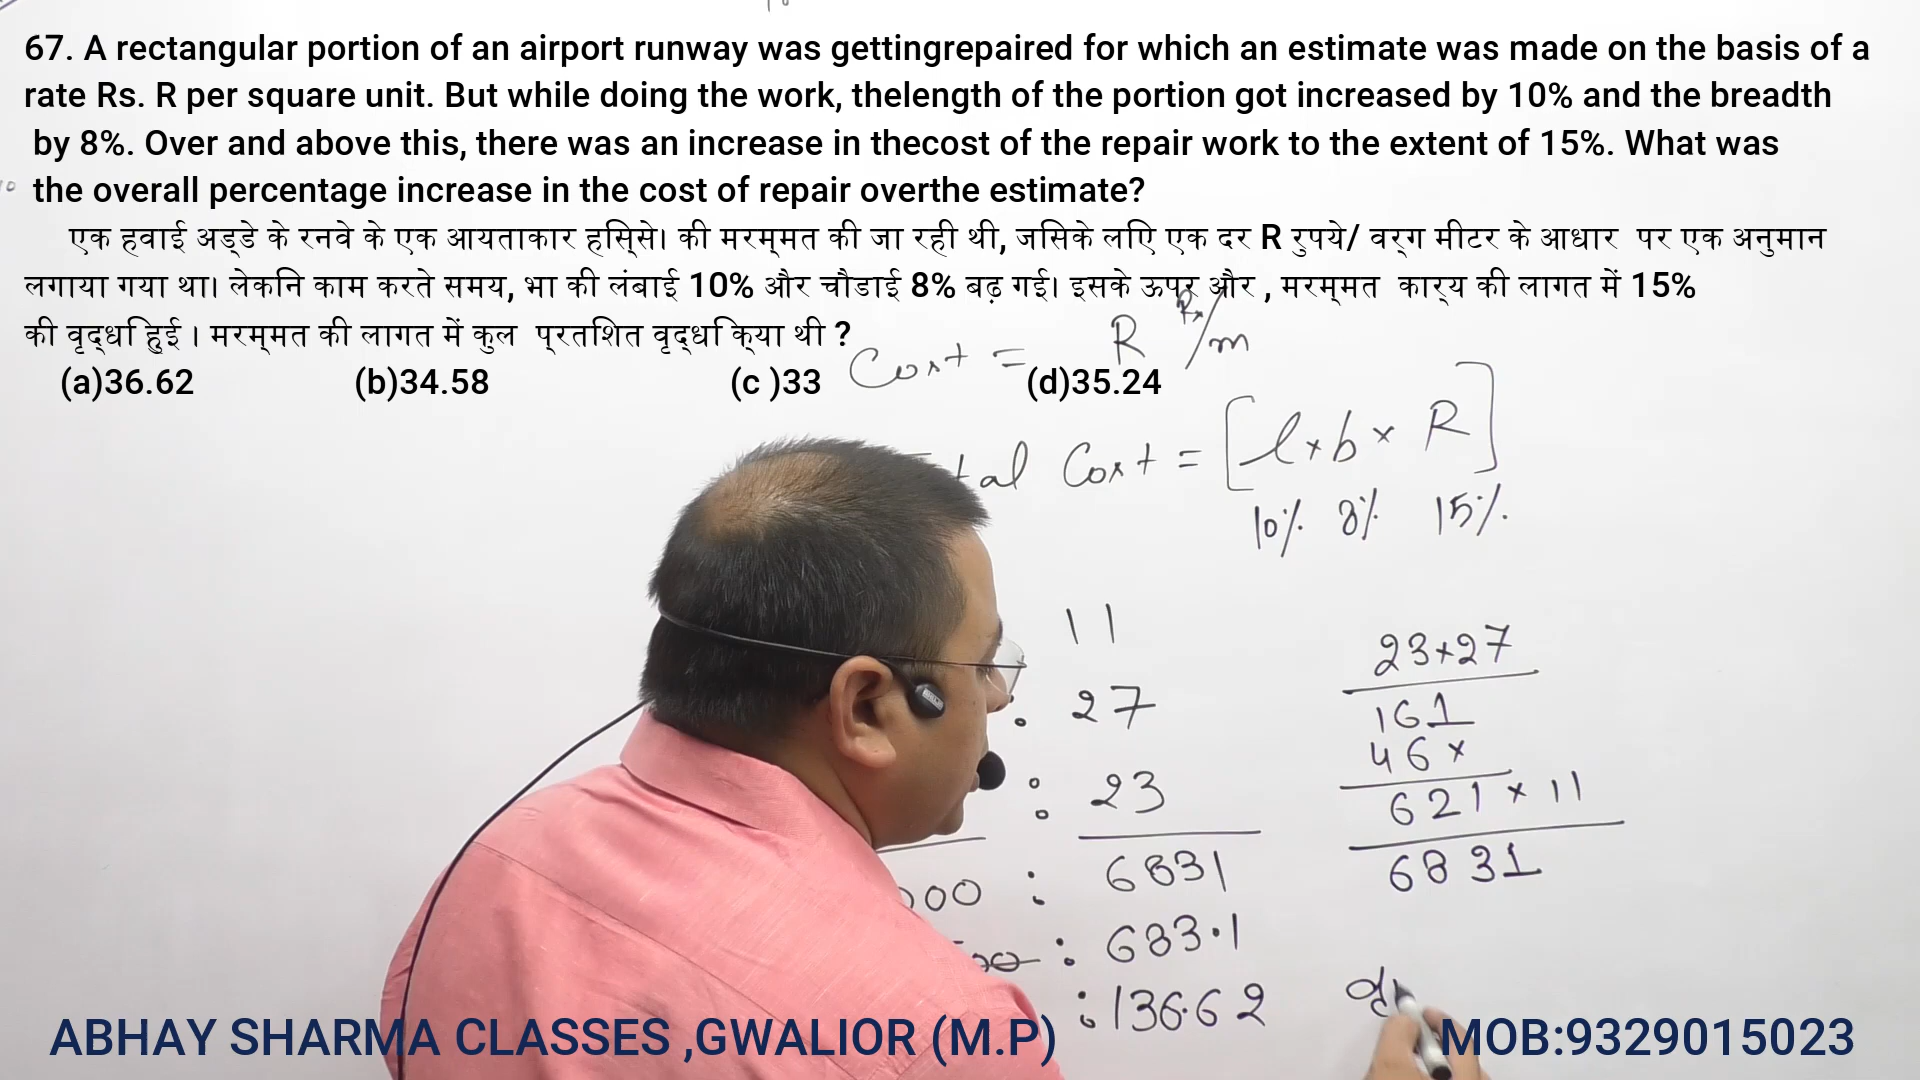 67. A rectangular portion of an airport runway was gettingrepaired for which an estimate was made on the basis of a
rate Rs. R per square unit. But while doing the work, thelength of the portion got increased by 10% and the breadth
by 8%. Over and above this, there was an increase in thecost of the repair work to the extent of 15%. What was
the overall percentage increase in the cost of repair overthe estimate?
एक हवाई अड्डे के रनवे के एक आयताकार हिस्से। की मरम्मत की जा रही थी, जिसके लिए एक दर R रुपये/ वर्ग मीटर के आधार पर एक अनुमान
लगाया गया था। लेकिन काम करते समय, भा की लंबाई 10% और चौडाई 8% बढ़ गई। इसके ऊपर और , मरम्मत कार्य की लागत में 15%
की वृद्धि हुई । मरम्मत की लागत में कुल प्रतिशत वृद्धि क्या थी ?
(a)36.62 (b)34.58 (c )33 (d)35.24
Cost = R Rs/m
tal Cost = [l×b×R]
10% 8% 15%
11
: 27
: 23
000 : 6831
00 : 683.1
: 136.62
23×27
161
46×
621×11
6831
ABHAY SHARMA CLASSES ,GWALIOR (M.P) MOB:9329015023